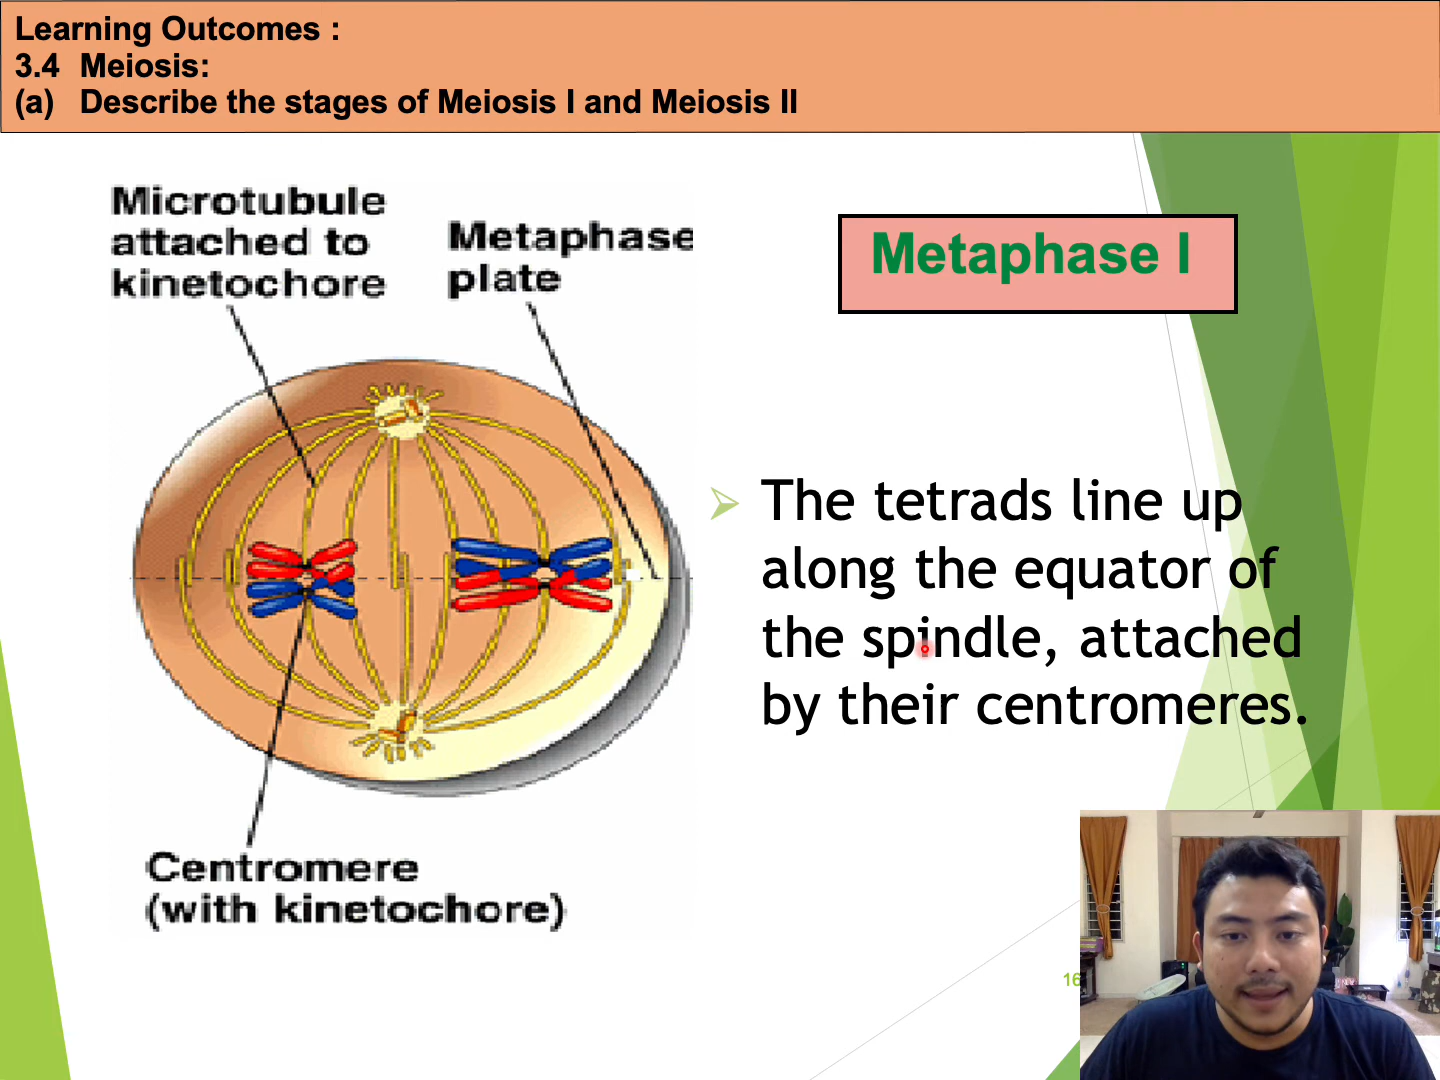 Learning Outcomes :
3.4 Meiosis:
(a) Describe the stages of Meiosis I and Meiosis II
Microtubule
attached to
kinetochore
Metaphase
plate
Metaphase I
The tetrads line up
along the equator of
the spindle, attached
by their centromeres.
Centromere
(with kinetochore)
16